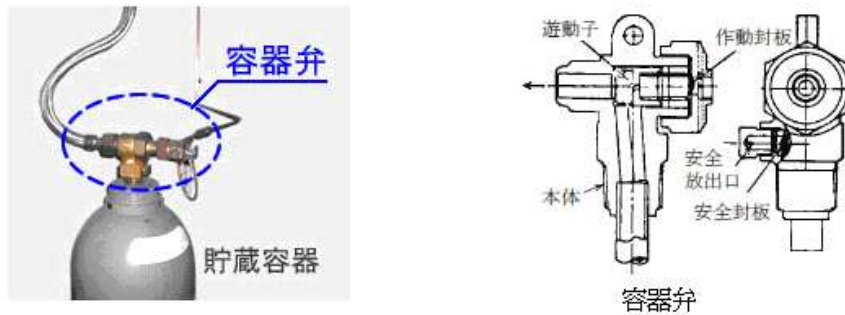 容器弁
貯蔵容器
遊動子
作動封板
安全
放出口
本体
安全封板
容器弁